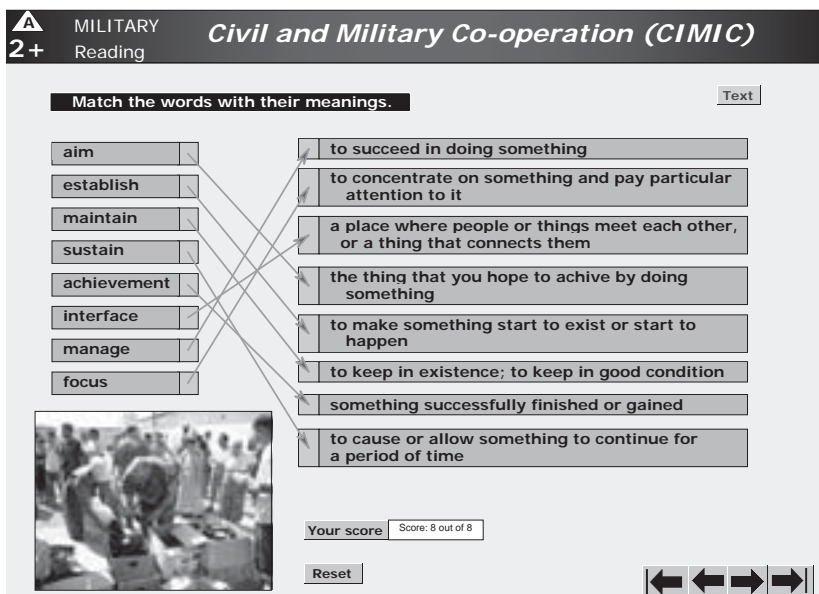 A
2+
MILITARY
Reading
Civil and Military Co-operation (CIMIC)
Match the words with their meanings.
Text
aim
establish
maintain
sustain
achievement
interface
manage
focus
to succeed in doing something
to concentrate on something and pay particular
attention to it
a place where people or things meet each other,
or a thing that connects them
the thing that you hope to achive by doing
something
to make something start to exist or start to
happen
to keep in existence; to keep in good condition
something successfully finished or gained
to cause or allow something to continue for
a period of time
Your score
Score: 8 out of 8
Reset